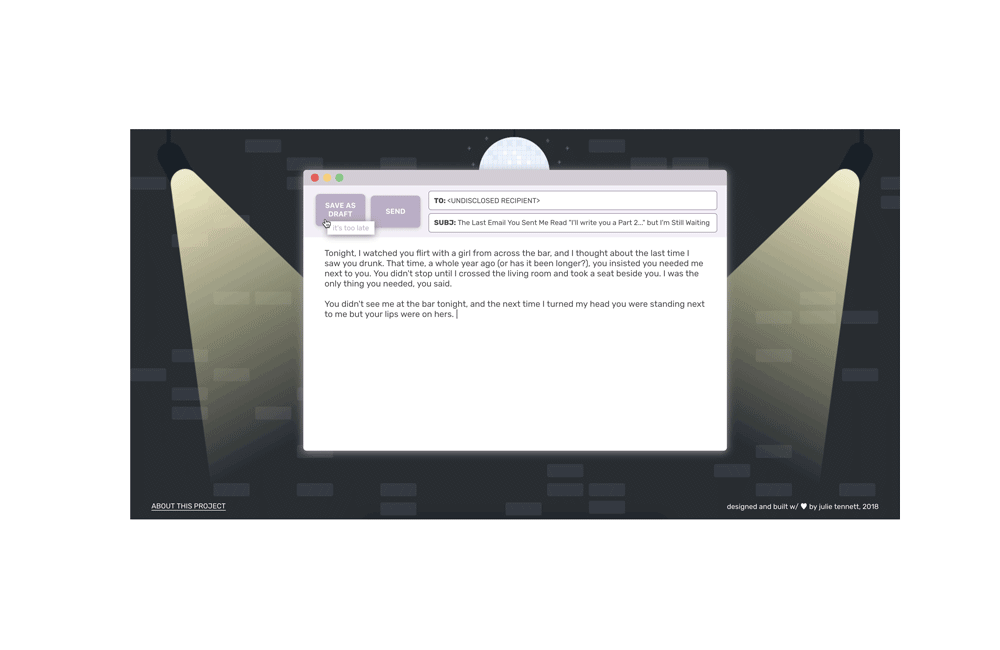 SAVE AS
DRAFT
SEND
it's too late
TO: <UNDISCLOSED RECIPIENT>
SUBJ: The Last Email You Sent Me Read "I'll write you a Part 2..." but I'm Still Waiting
Tonight, I watched you flirt with a girl from across the bar, and I thought about the last time I
saw you drunk. That time, a whole year ago (or has it been longer?), you insisted you needed me
next to you. You didn't stop until I crossed the living room and took a seat beside you. I was the
only thing you needed, you said.
You didn't see me at the bar tonight, and the next time I turned my head you were standing next
to me but your lips were on hers.
ABOUT THIS PROJECT
designed and built w/ ♥ by julie tennett, 2018